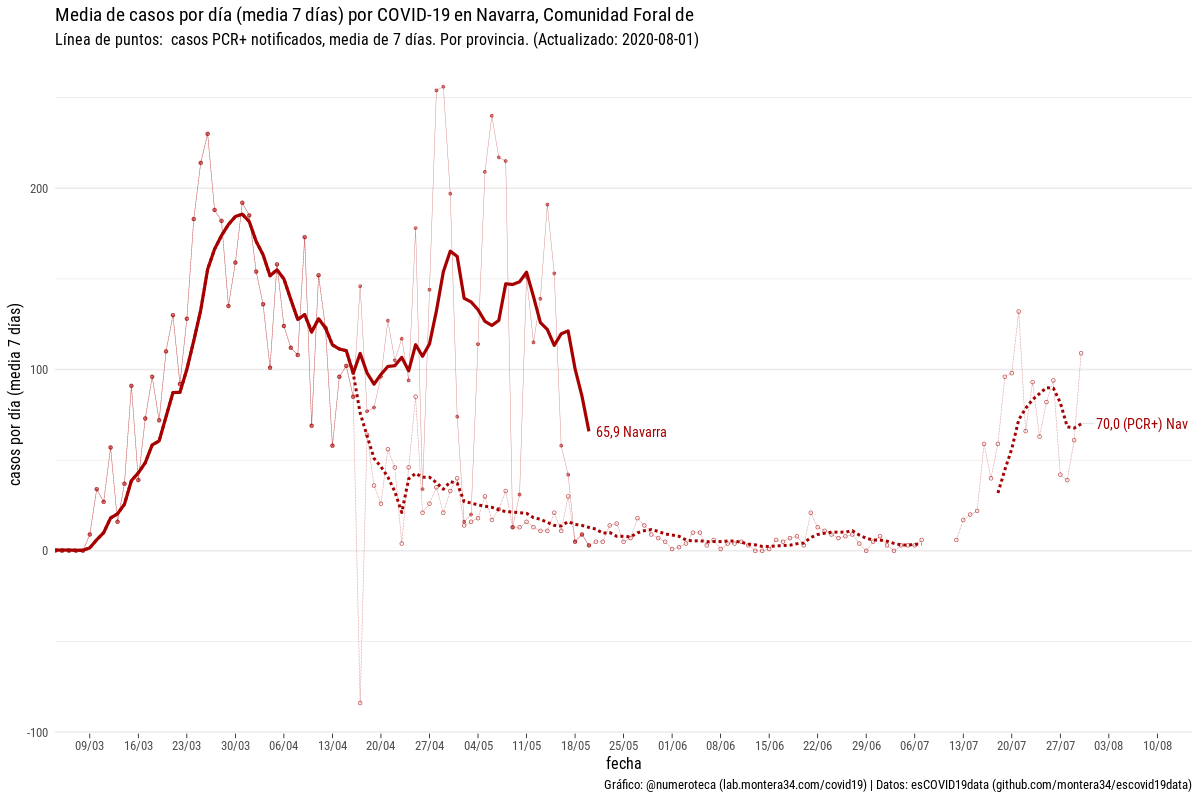 Media de casos por día (media 7 días) por COVID-19 en Navarra, Comunidad Foral de
Línea de puntos:  casos PCR+ notificados, media de 7 días. Por provincia. (Actualizado: 2020-08-01)
casos por día (media 7 días)
200
100
0
-100
65,9 Navarra
70,0 (PCR+) Nav
09/03 16/03 23/03 30/03 06/04 13/04 20/04 27/04 04/05 11/05 18/05 25/05 01/06 08/06 15/06 22/06 29/06 06/07 13/07 20/07 27/07 03/08 10/08
fecha
Gráfico: @numeroteca (lab.montera34.com/covid19) | Datos: esCOVID19data (github.com/montera34/escovid19data)